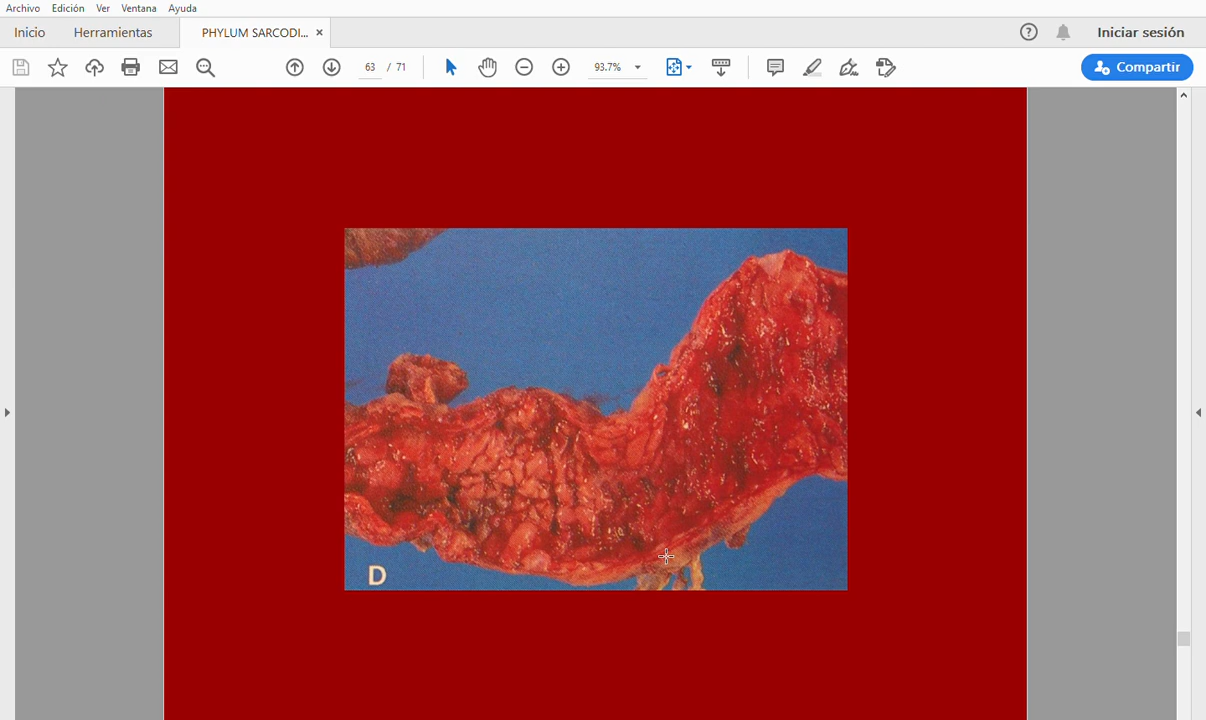 Archivo Edición Ver Ventana Ayuda
Inicio Herramientas PHYLUM SARCODI... × ? Iniciar sesión
63 / 71 93.7% Compartir
D